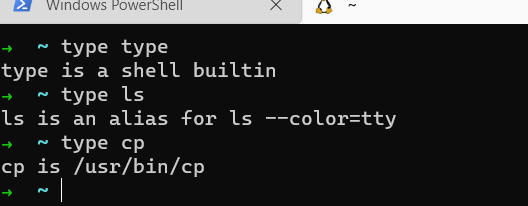 Windows PowerShell × ~
→ ~ type type
type is a shell builtin
→ ~ type ls
ls is an alias for ls --color=tty
→ ~ type cp
cp is /usr/bin/cp
→ ~